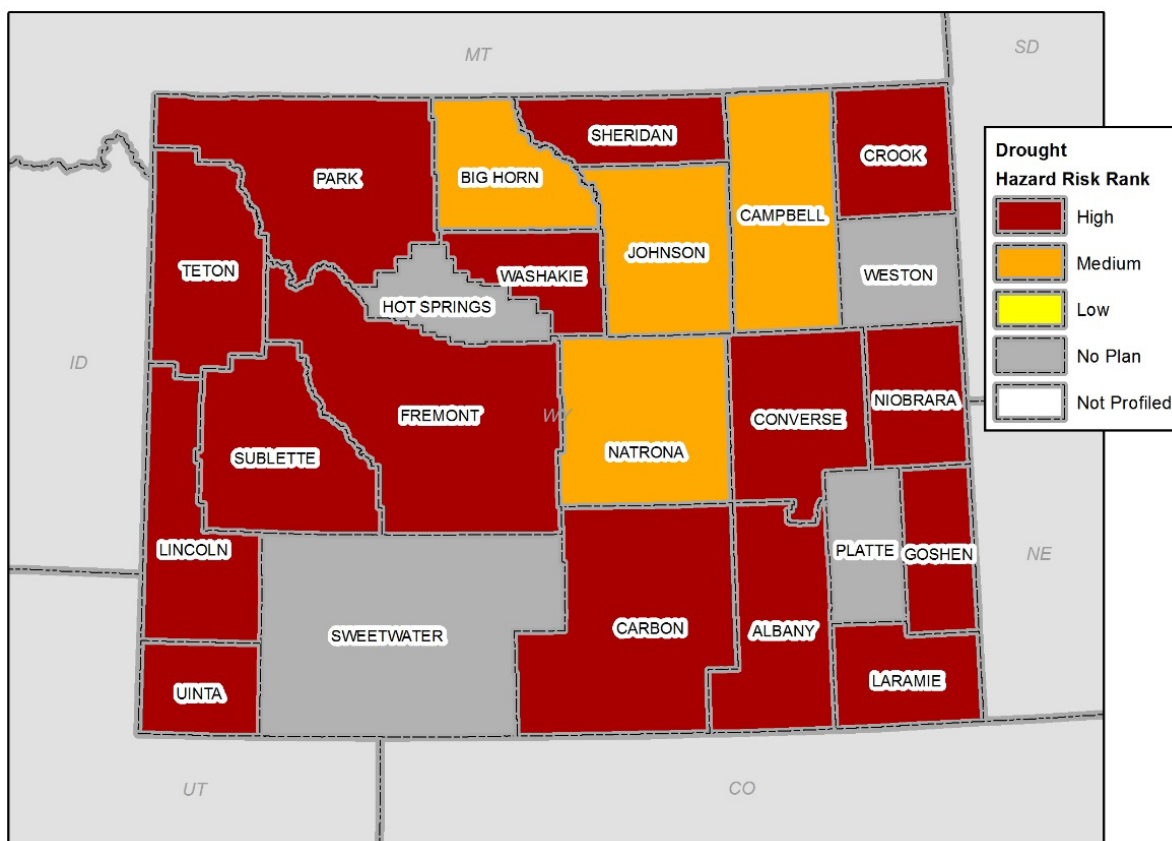 MT
SD
SHERIDAN
CROOK
PARK
BIG HORN
CAMPBELL
JOHNSON
TETON
WASHAKIE
WESTON
HOT SPRINGS
ID
FREMONT
WY
NIOBRARA
CONVERSE
SUBLETTE
NATRONA
LINCOLN
PLATTE
GOSHEN
NE
SWEETWATER
CARBON
ALBANY
UINTA
LARAMIE
UT
CO
Drought
Hazard Risk Rank
High
Medium
Low
No Plan
Not Profiled